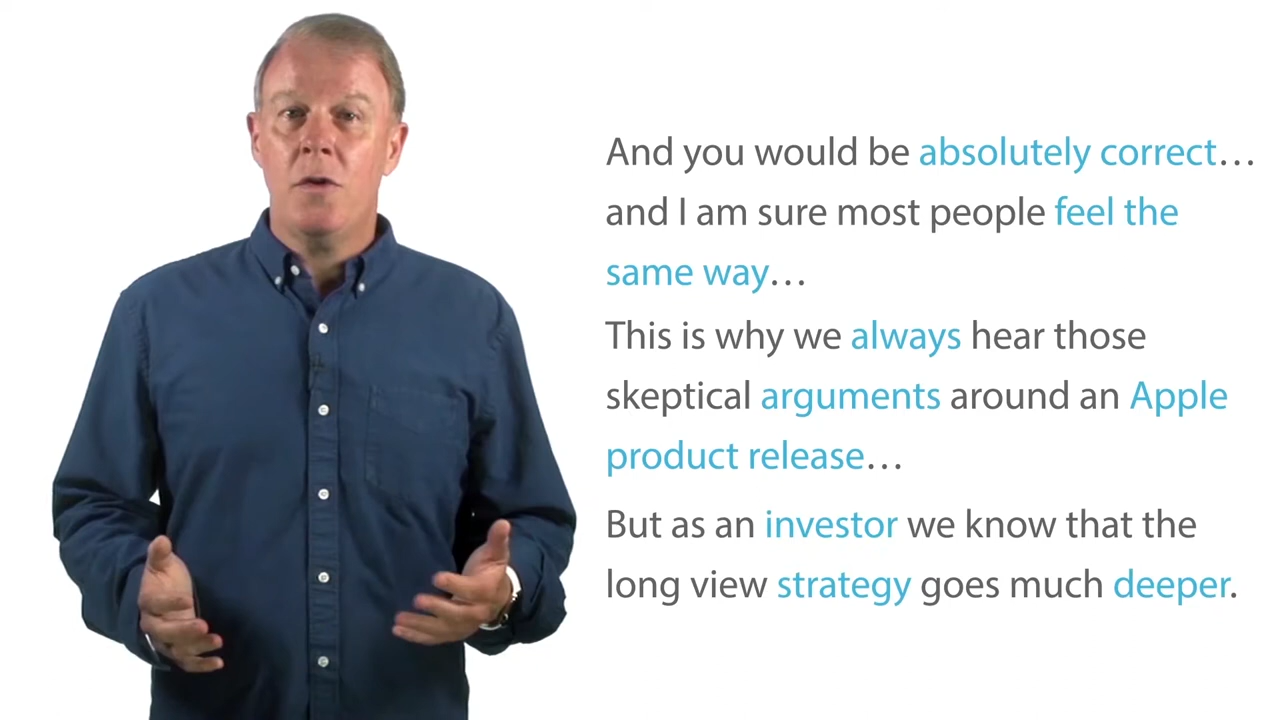 And you would be absolutely correct…
and I am sure most people feel the
same way…
This is why we always hear those
skeptical arguments around an Apple
product release…
But as an investor we know that the
long view strategy goes much deeper.